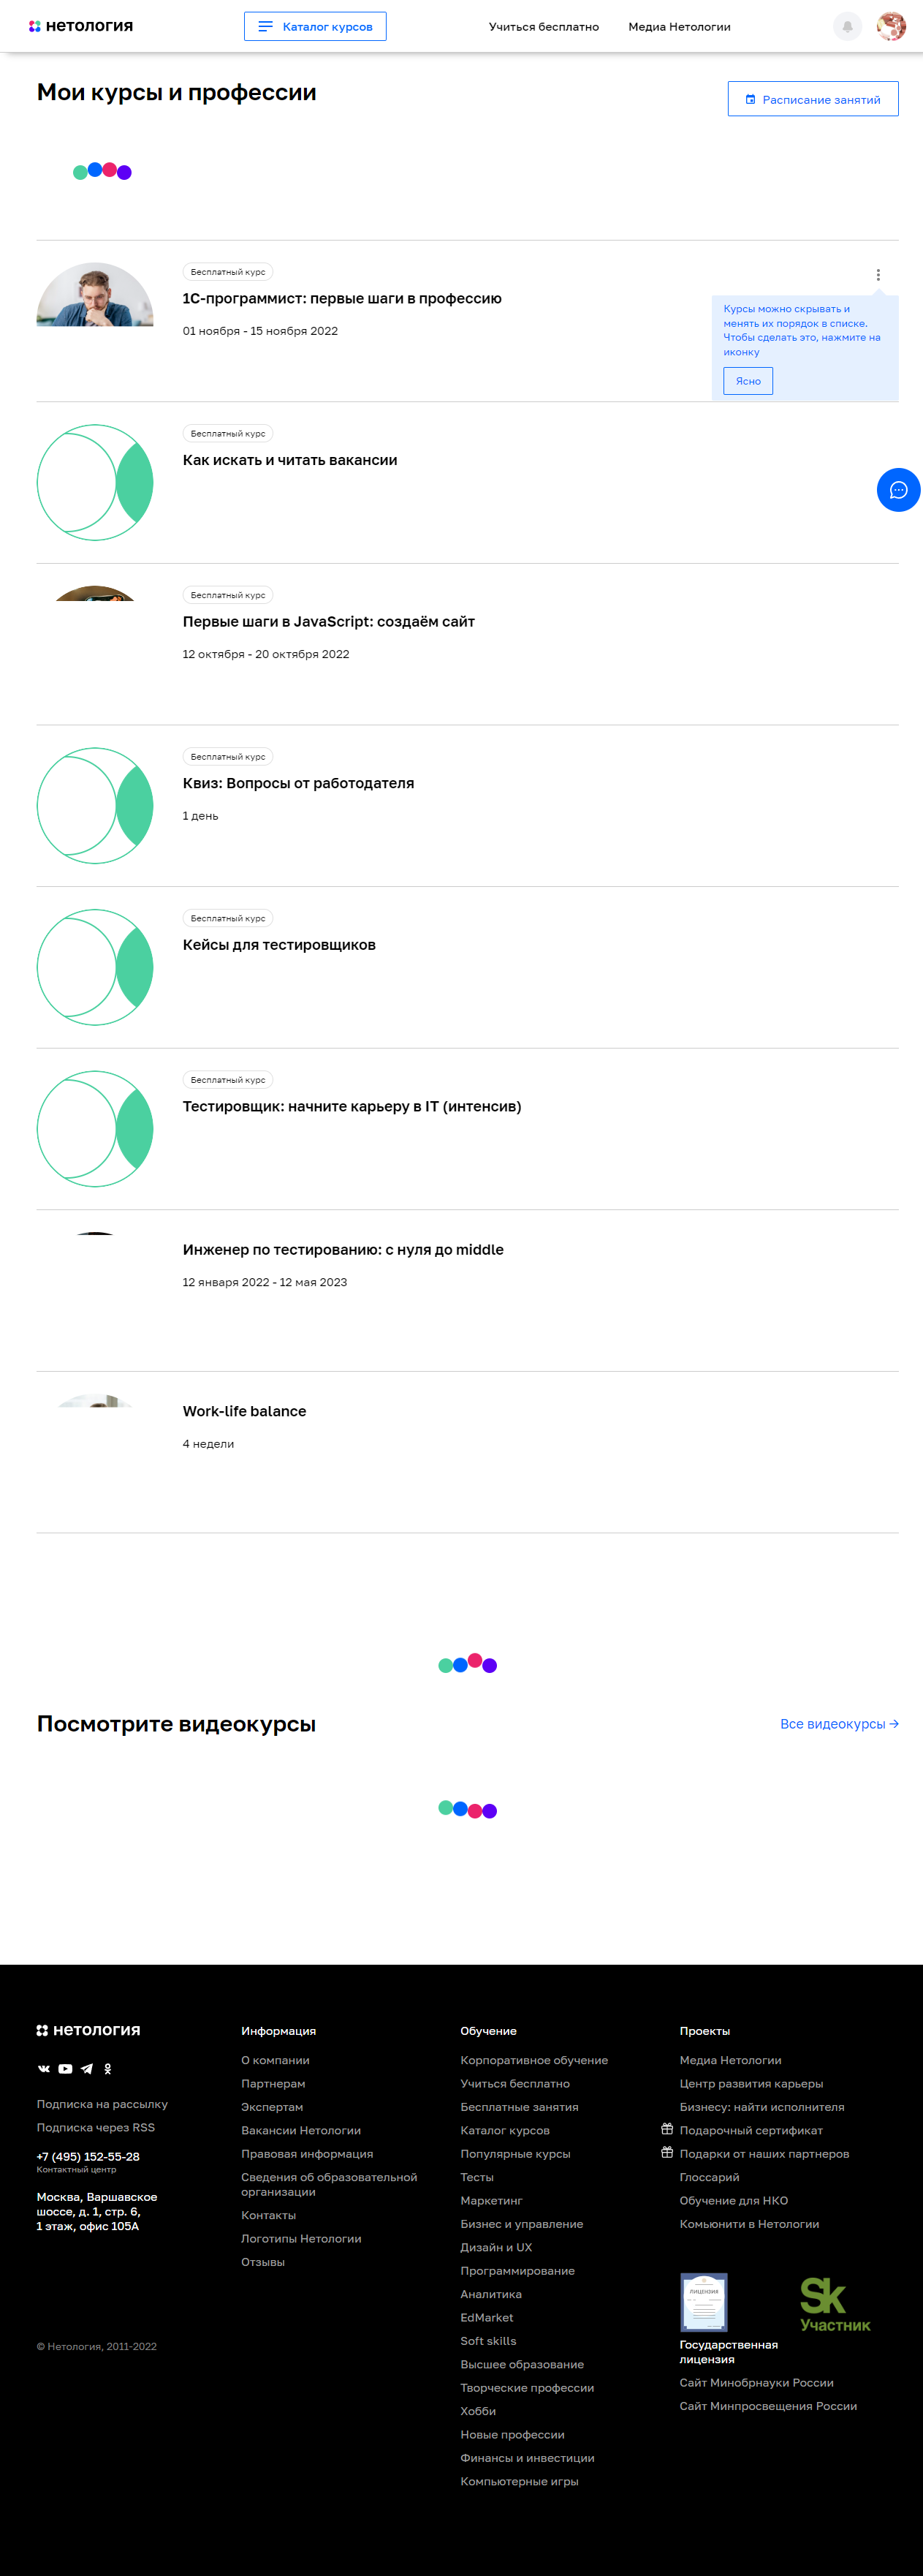 нетология
Каталог курсов
Учиться бесплатно
Медиа Нетологии
Мои курсы и профессии
Расписание занятий
Бесплатный курс
1С-программист: первые шаги в профессию
01 ноября - 15 ноября 2022
Курсы можно скрывать и
менять их порядок в списке.
Чтобы сделать это, нажмите на
иконку
Ясно
Бесплатный курс
Как искать и читать вакансии
Бесплатный курс
Первые шаги в JavaScript: создаём сайт
12 октября - 20 октября 2022
Бесплатный курс
Квиз: Вопросы от работодателя
1 день
Бесплатный курс
Кейсы для тестировщиков
Бесплатный курс
Тестировщик: начните карьеру в IT (интенсив)
Инженер по тестированию: с нуля до middle
12 января 2022 - 12 мая 2023
Work-life balance
4 недели
Посмотрите видеокурсы
Все видеокурсы →
нетология
Подписка на рассылку
Подписка через RSS
+7 (495) 152-55-28
Контактный центр
Москва, Варшавское
шоссе, д. 1, стр. 6,
1 этаж, офис 105А
© Нетология, 2011-2022
Информация
О компании
Партнерам
Экспертам
Вакансии Нетологии
Правовая информация
Сведения об образовательной
организации
Контакты
Логотипы Нетологии
Отзывы
Обучение
Корпоративное обучение
Учиться бесплатно
Бесплатные занятия
Каталог курсов
Популярные курсы
Тесты
Маркетинг
Бизнес и управление
Дизайн и UX
Программирование
Аналитика
EdMarket
Soft skills
Высшее образование
Творческие профессии
Хобби
Новые профессии
Финансы и инвестиции
Компьютерные игры
Проекты
Медиа Нетологии
Центр развития карьеры
Бизнесу: найти исполнителя
Подарочный сертификат
Подарки от наших партнеров
Глоссарий
Обучение для НКО
Комьюнити в Нетологии
ЛИЦЕНЗИЯ
Sk
Участник
Государственная
лицензия
Сайт Минобрнауки России
Сайт Минпросвещения России